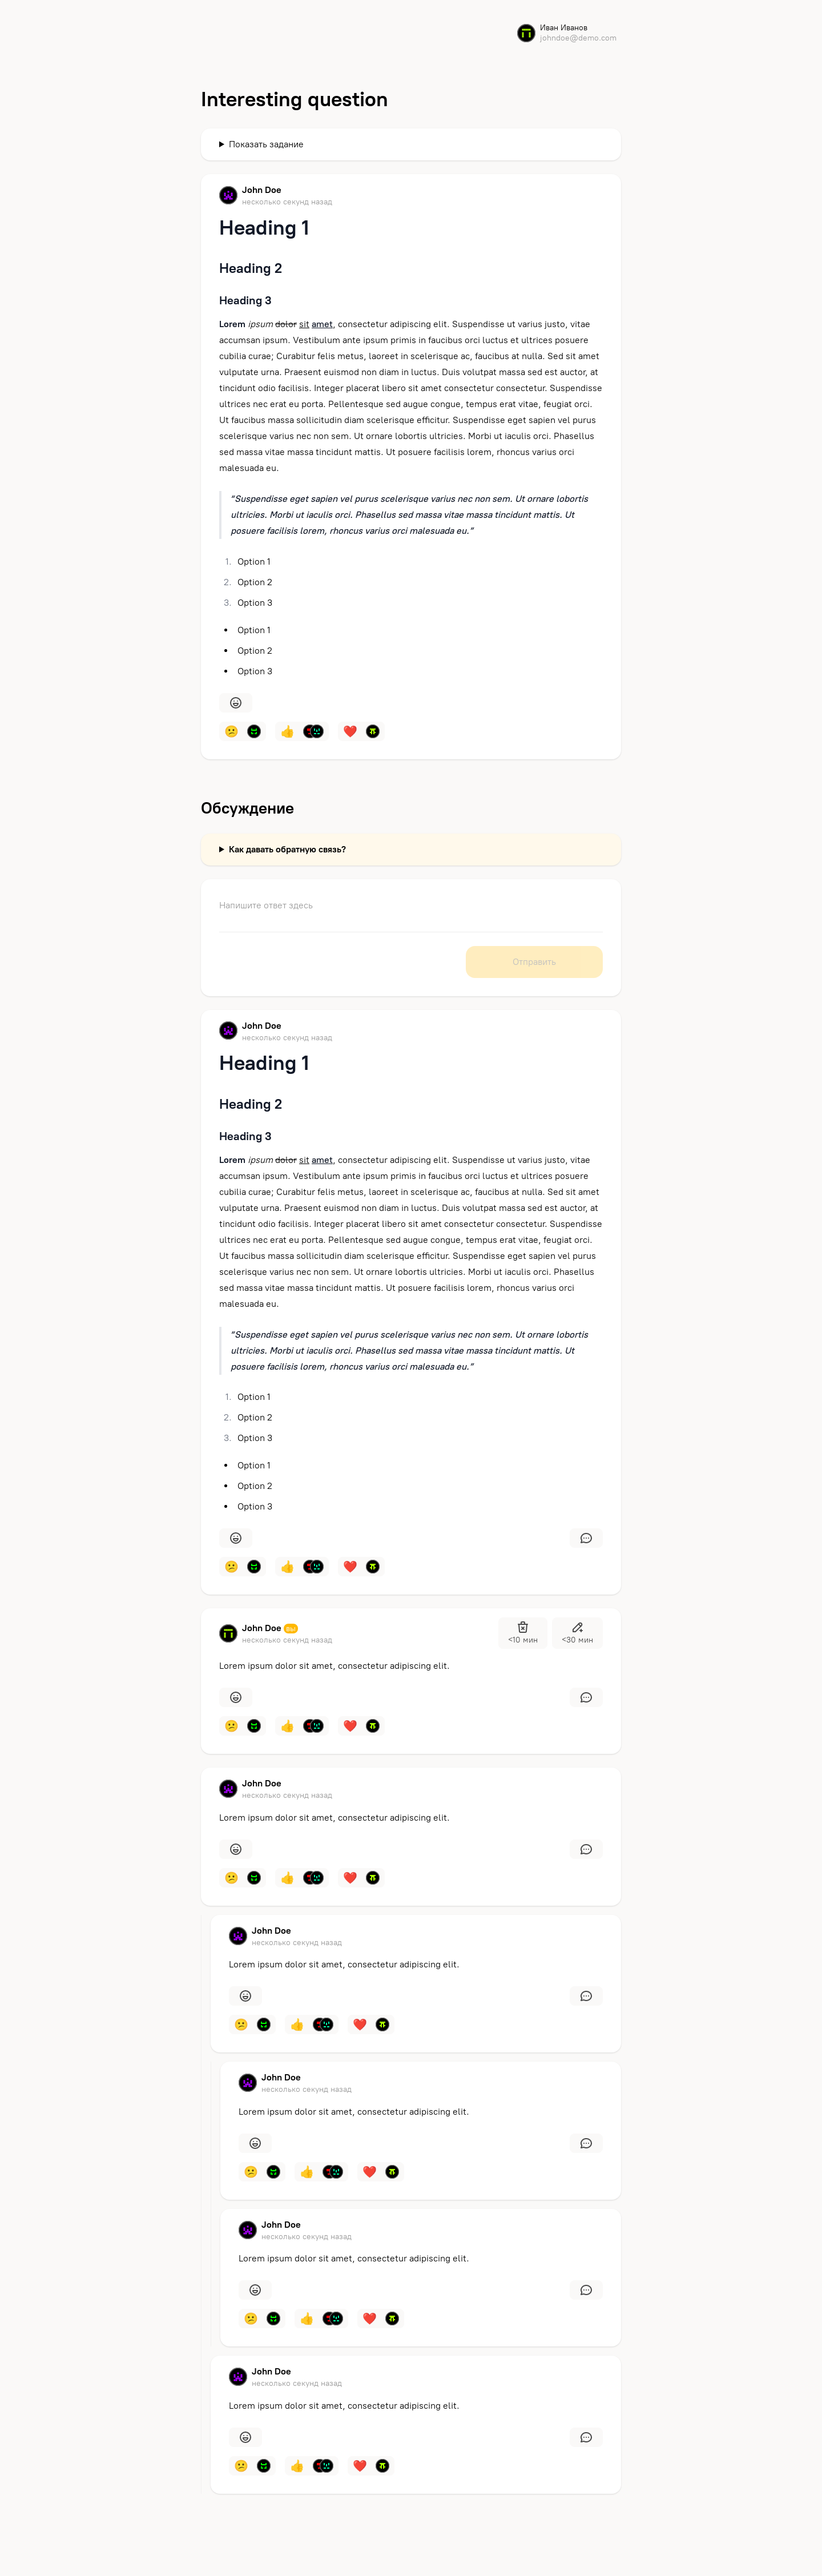 Иван Иванов
johndoe@demo.com
Interesting question
Показать задание
John Doe
несколько секунд назад
Heading 1
Heading 2
Heading 3
Lorem ipsum dolor sit amet, consectetur adipiscing elit. Suspendisse ut varius justo, vitae
accumsan ipsum. Vestibulum ante ipsum primis in faucibus orci luctus et ultrices posuere
cubilia curae; Curabitur felis metus, laoreet in scelerisque ac, faucibus at nulla. Sed sit amet
vulputate urna. Praesent euismod non diam in luctus. Duis volutpat massa sed est auctor, at
tincidunt odio facilisis. Integer placerat libero sit amet consectetur consectetur. Suspendisse
ultrices nec erat eu porta. Pellentesque sed augue congue, tempus erat vitae, feugiat orci.
Ut faucibus massa sollicitudin diam scelerisque efficitur. Suspendisse eget sapien vel purus
scelerisque varius nec non sem. Ut ornare lobortis ultricies. Morbi ut iaculis orci. Phasellus
sed massa vitae massa tincidunt mattis. Ut posuere facilisis lorem, rhoncus varius orci
malesuada eu.
"Suspendisse eget sapien vel purus scelerisque varius nec non sem. Ut ornare lobortis
ultricies. Morbi ut iaculis orci. Phasellus sed massa vitae massa tincidunt mattis. Ut
posuere facilisis lorem, rhoncus varius orci malesuada eu."
1. Option 1
2. Option 2
3. Option 3
• Option 1
• Option 2
• Option 3
Обсуждение
Как давать обратную связь?
Напишите ответ здесь
Отправить
John Doe
несколько секунд назад
Heading 1
Heading 2
Heading 3
Lorem ipsum dolor sit amet, consectetur adipiscing elit. Suspendisse ut varius justo, vitae
accumsan ipsum. Vestibulum ante ipsum primis in faucibus orci luctus et ultrices posuere
cubilia curae; Curabitur felis metus, laoreet in scelerisque ac, faucibus at nulla. Sed sit amet
vulputate urna. Praesent euismod non diam in luctus. Duis volutpat massa sed est auctor, at
tincidunt odio facilisis. Integer placerat libero sit amet consectetur consectetur. Suspendisse
ultrices nec erat eu porta. Pellentesque sed augue congue, tempus erat vitae, feugiat orci.
Ut faucibus massa sollicitudin diam scelerisque efficitur. Suspendisse eget sapien vel purus
scelerisque varius nec non sem. Ut ornare lobortis ultricies. Morbi ut iaculis orci. Phasellus
sed massa vitae massa tincidunt mattis. Ut posuere facilisis lorem, rhoncus varius orci
malesuada eu.
"Suspendisse eget sapien vel purus scelerisque varius nec non sem. Ut ornare lobortis
ultricies. Morbi ut iaculis orci. Phasellus sed massa vitae massa tincidunt mattis. Ut
posuere facilisis lorem, rhoncus varius orci malesuada eu."
1. Option 1
2. Option 2
3. Option 3
• Option 1
• Option 2
• Option 3
John Doe Вы
несколько секунд назад
<10 мин
<30 мин
Lorem ipsum dolor sit amet, consectetur adipiscing elit.
John Doe
несколько секунд назад
Lorem ipsum dolor sit amet, consectetur adipiscing elit.
John Doe
несколько секунд назад
Lorem ipsum dolor sit amet, consectetur adipiscing elit.
John Doe
несколько секунд назад
Lorem ipsum dolor sit amet, consectetur adipiscing elit.
John Doe
несколько секунд назад
Lorem ipsum dolor sit amet, consectetur adipiscing elit.
John Doe
несколько секунд назад
Lorem ipsum dolor sit amet, consectetur adipiscing elit.